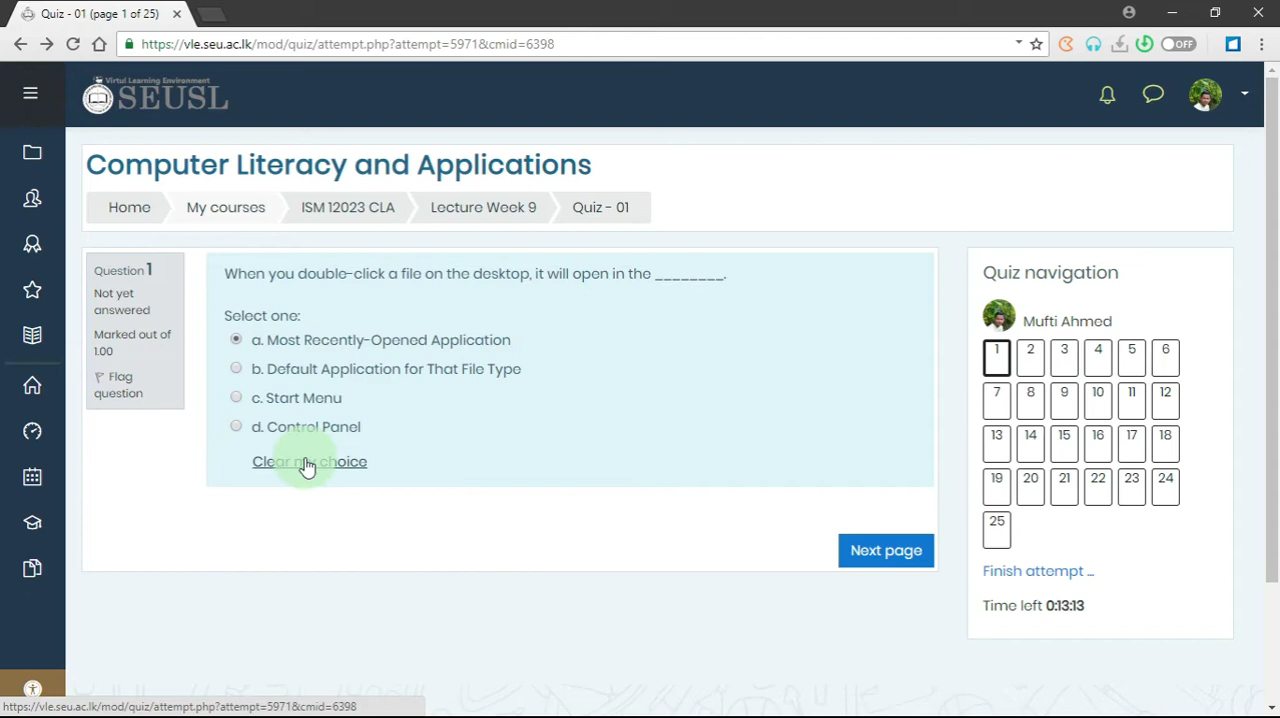 Quiz - 01 (page 1 of 25)
https://vle.seu.ac.lk/mod/quiz/attempt.php?attempt=5971&cmid=6398
OFF
Virtul Learning Environment
SEUSL
Computer Literacy and Applications
Home
My courses
ISM 12023 CLA
Lecture Week 9
Quiz - 01
Question 1
Not yet
answered
Marked out of
1.00
Flag
question
When you double-click a file on the desktop, it will open in the ________.
Select one:
a. Most Recently-Opened Application
b. Default Application for That File Type
c. Start Menu
d. Control Panel
Clear my choice
Next page
Quiz navigation
Mufti Ahmed
1 2 3 4 5 6
7 8 9 10 11 12
13 14 15 16 17 18
19 20 21 22 23 24
25
Finish attempt ...
Time left 0:13:13
https://vle.seu.ac.lk/mod/quiz/attempt.php?attempt=5971&cmid=6398